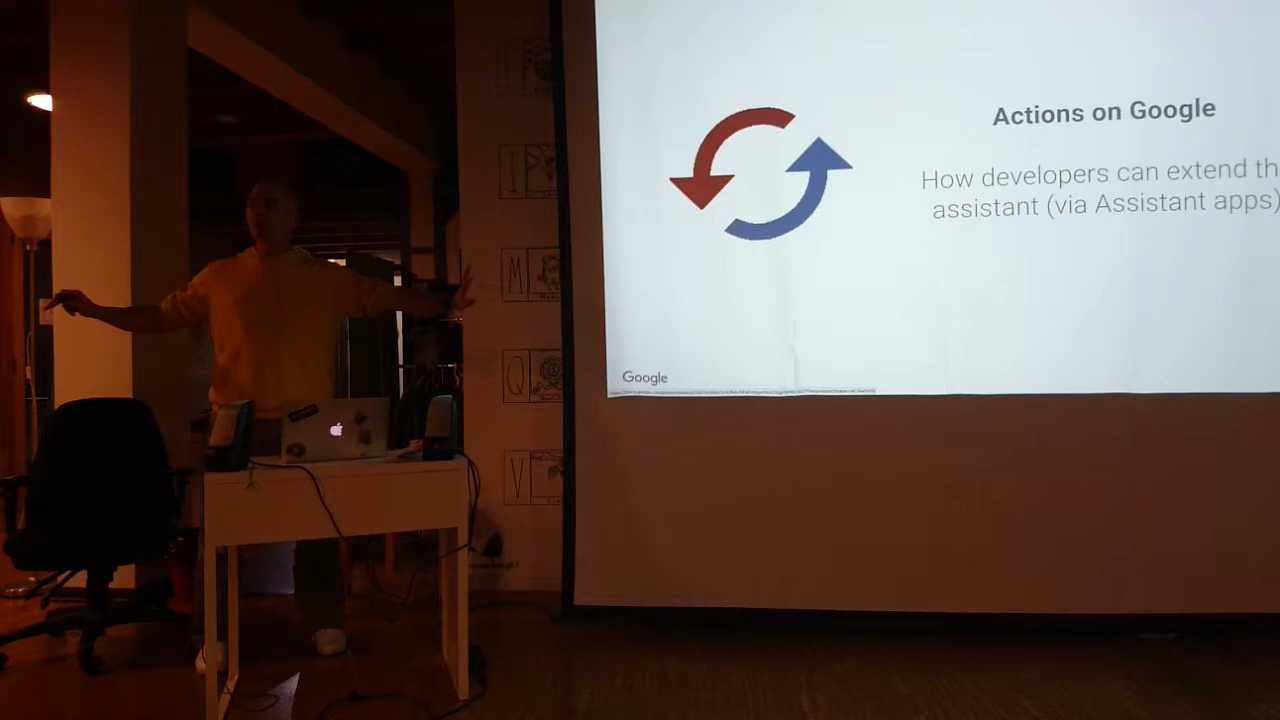 Actions on Google
How developers can extend th
assistant (via Assistant apps)
Google
I
M
Q
V